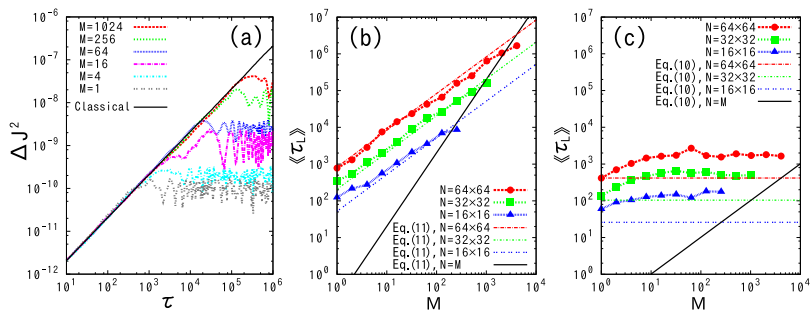 (a)
M=1024
M=256
M=64
M=16
M=4
M=1
Classical
10^-5
10^-6
10^-7
10^-8
10^-9
10^-10
10^-11
10^-12
ΔJ^2
10^1 10^2 10^3 10^4 10^5 10^6
τ
(b)
10^7
10^6
10^5
10^4
10^3
10^2
10^1
10^0
⟪τ_L⟫
N=64×64
N=32×32
N=16×16
Eq.(11), N=64×64
Eq.(11), N=32×32
Eq.(11), N=16×16
Eq.(11), N=M
10^0 10^1 10^2 10^3 10^4
M
(c)
N=64×64
N=32×32
N=16×16
Eq.(10), N=64×64
Eq.(10), N=32×32
Eq.(10), N=16×16
Eq.(10), N=M
10^7
10^6
10^5
10^4
10^3
10^2
10^1
10^0
⟪τ_L⟫
10^0 10^1 10^2 10^3 10^4
M